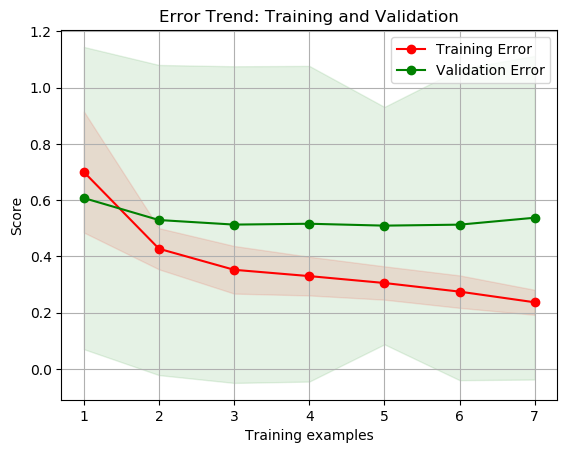 Error Trend: Training and Validation
Training Error
Validation Error
Score
1.2
1.0
0.8
0.6
0.4
0.2
0.0
1 2 3 4 5 6 7
Training examples